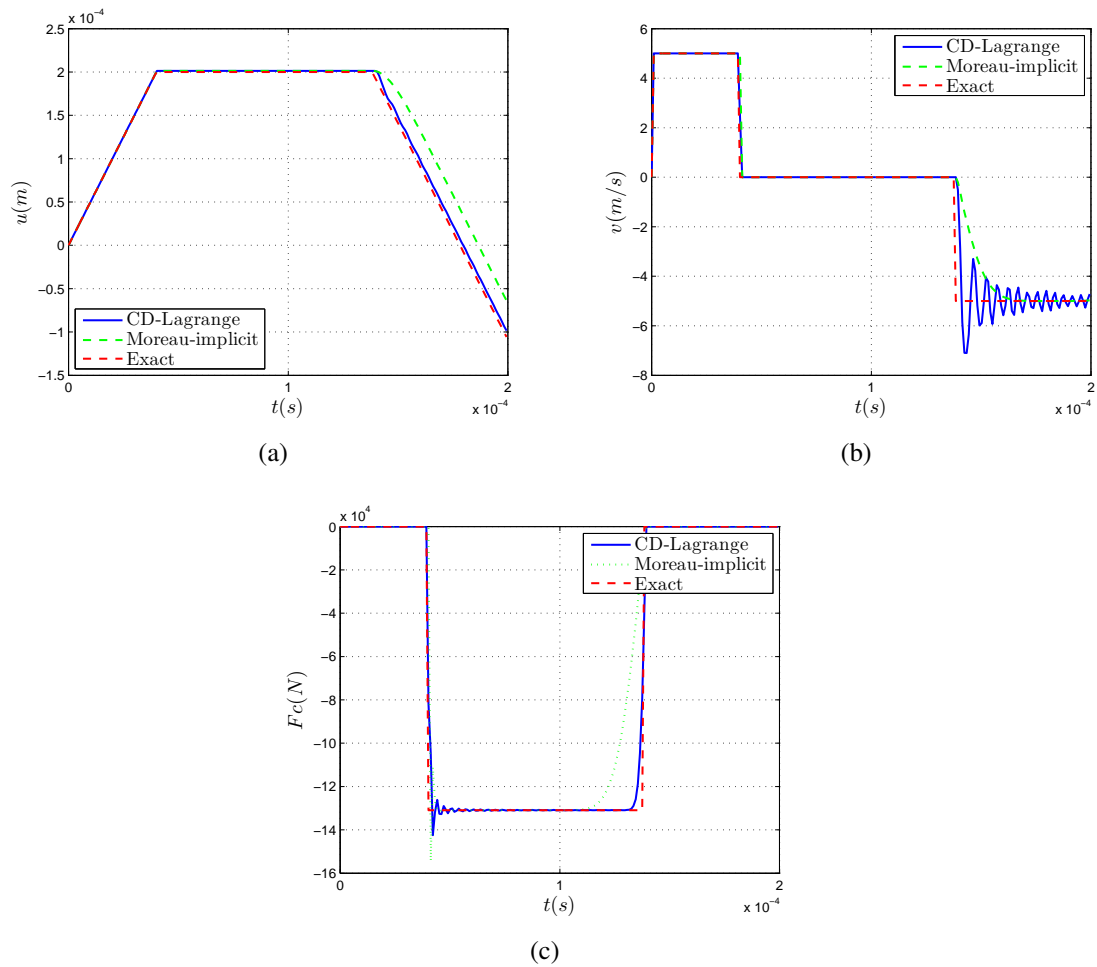 x 10⁻⁴
2.5
2
1.5
1
0.5
0
−0.5
−1
−1.5
u(m)
CD-Lagrange
Moreau-implicit
Exact
0 1 2
x 10⁻⁴
t(s)
(a)
6
4
2
0
−2
−4
−6
−8
v(m/s)
CD-Lagrange
Moreau-implicit
Exact
0 1 2
x 10⁻⁴
t(s)
(b)
x 10⁴
0
−2
−4
−6
−8
−10
−12
−14
−16
Fc(N)
CD-Lagrange
Moreau-implicit
Exact
0 1 2
x 10⁻⁴
t(s)
(c)